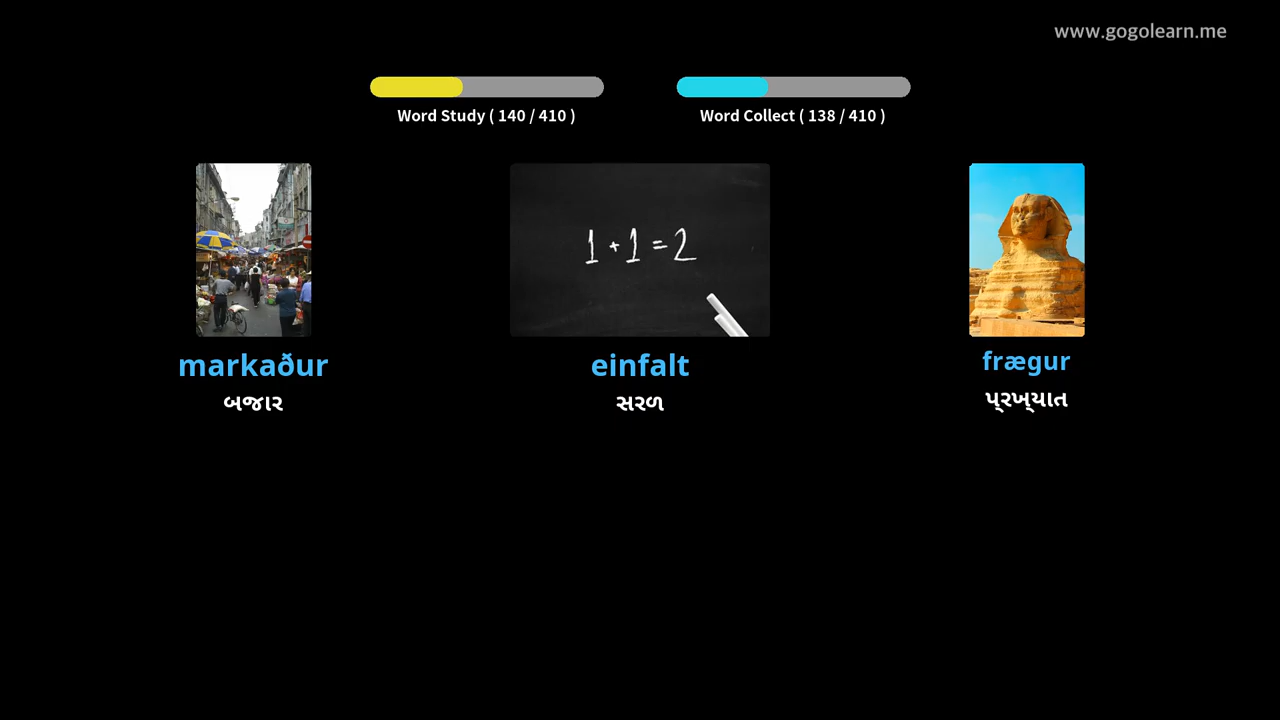 www.gogolearn.me
Word Study ( 140 / 410 )
Word Collect ( 138 / 410 )
1 + 1 = 2
markaður
einfalt
frægur
બજાર
સરળ
પ્રખ્યાત